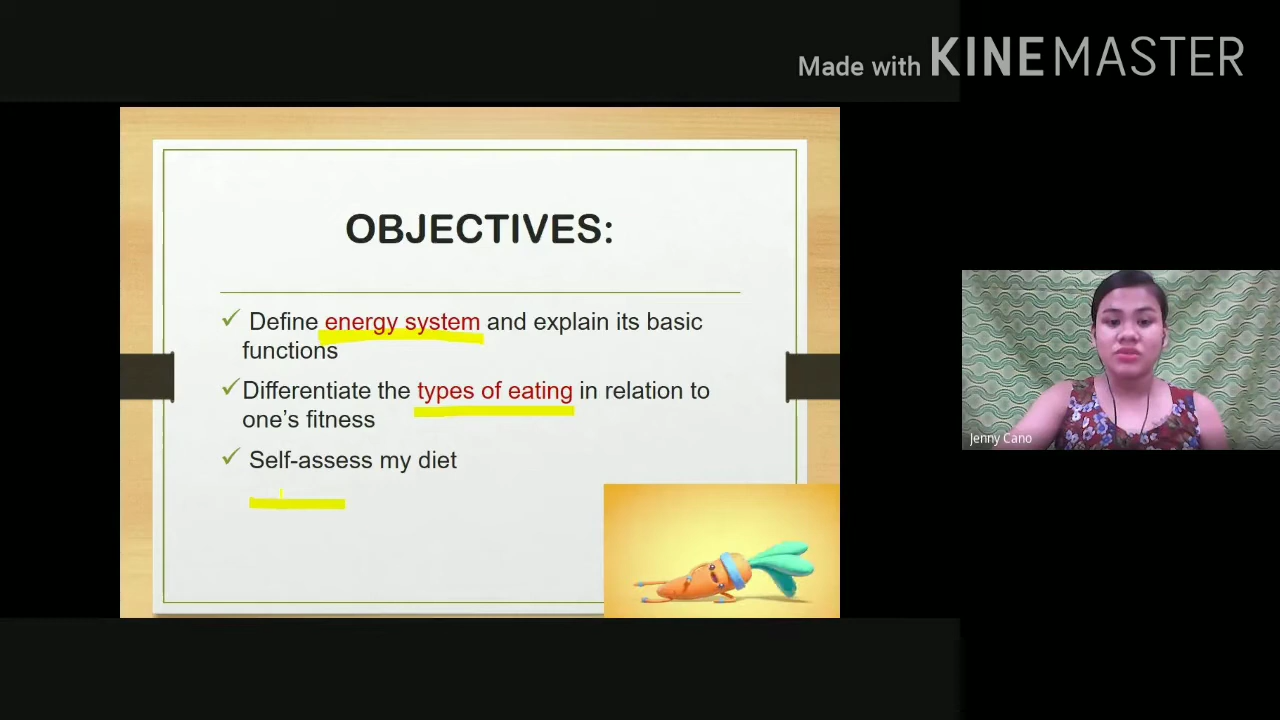 Made with KINEMASTER
OBJECTIVES:
Define energy system and explain its basic
functions
Differentiate the types of eating in relation to
one's fitness
Self-assess my diet
Jenny Cano